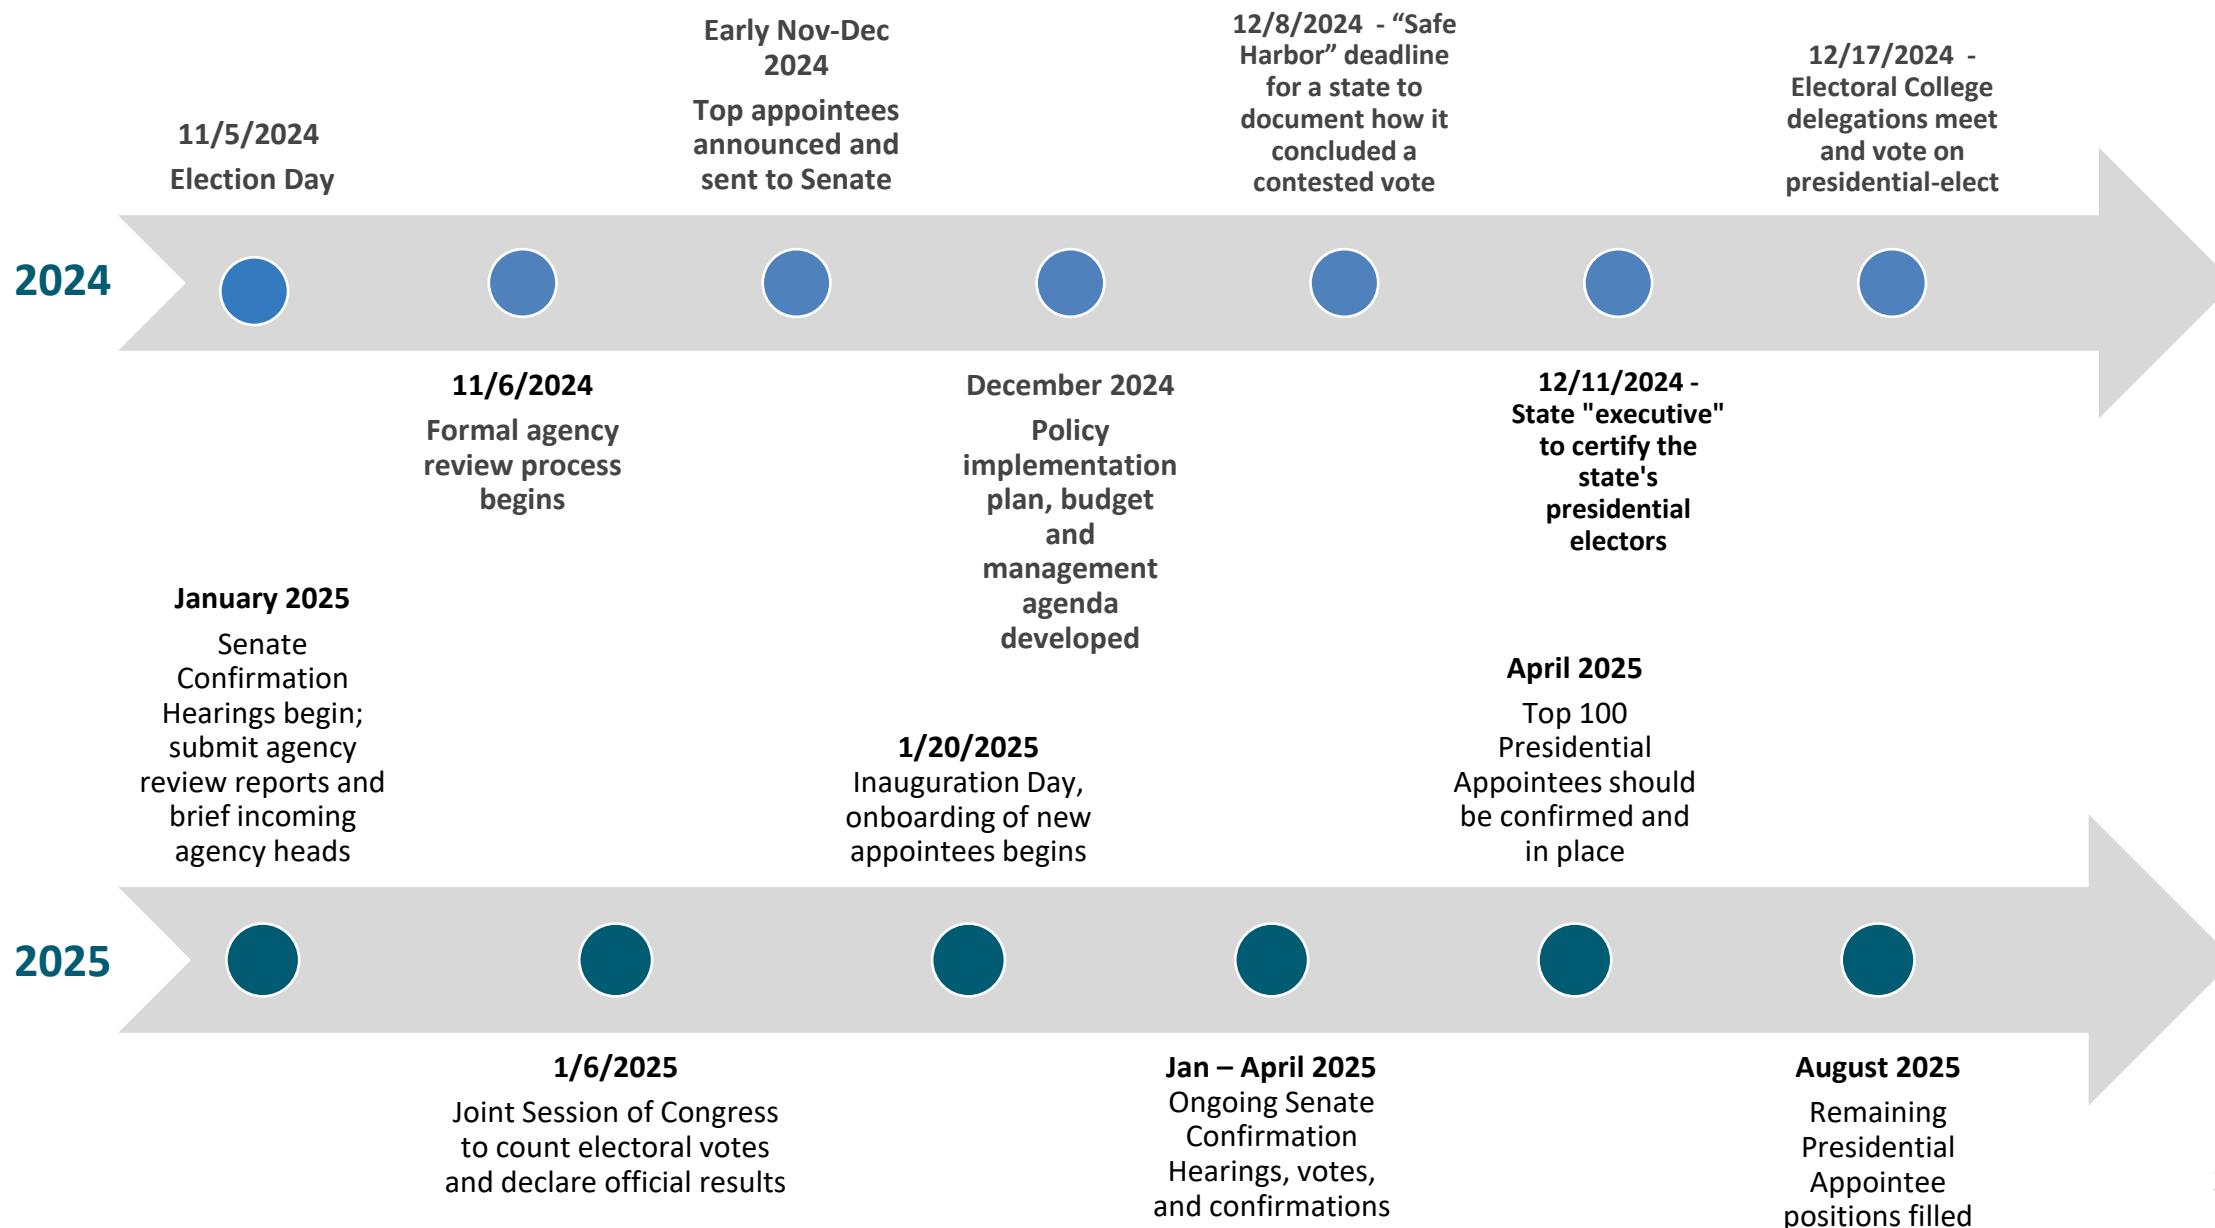 2024
11/5/2024
Election Day
11/6/2024
Formal agency
review process
begins
Early Nov-Dec
2024
Top appointees
announced and
sent to Senate
December 2024
Policy
implementation
plan, budget
and
management
agenda
developed
12/8/2024  - “Safe
Harbor” deadline
for a state to
document how it
concluded a
contested vote
12/11/2024 -
State "executive"
to certify the
state's
presidential
electors
12/17/2024  -
Electoral College
delegations meet
and vote on
presidential-elect
2025
January 2025
Senate
Confirmation
Hearings begin;
submit agency
review reports and
brief incoming
agency heads
1/6/2025
Joint Session of Congress
to count electoral votes
and declare official results
1/20/2025
Inauguration Day,
onboarding of new
appointees begins
Jan – April 2025
Ongoing Senate
Confirmation
Hearings, votes,
and confirmations
April 2025
Top 100
Presidential
Appointees should
be confirmed and
in place
August 2025
Remaining
Presidential
Appointee
positions filled